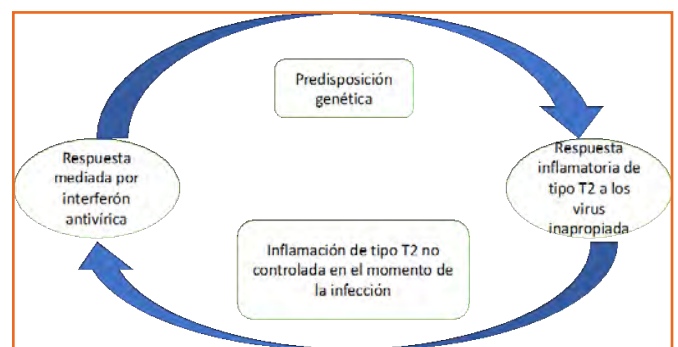 Predisposición
genética
Respuesta
mediada por
interferón
antivírica
Respuesta
inflamatoria de
tipo T2 a los
virus
inapropiada
Inflamación de tipo T2 no
controlada en el momento de
la infección